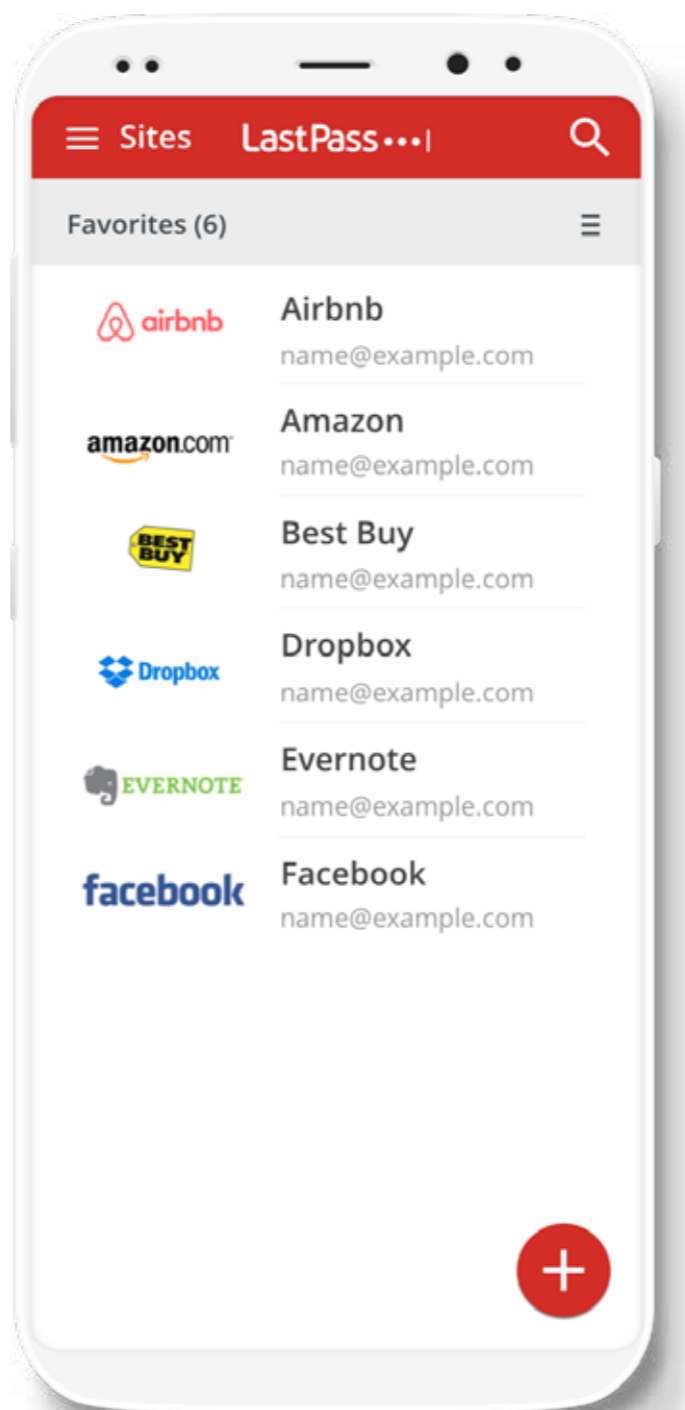 Sites LastPass•••|
Favorites (6)
airbnb Airbnb
name@example.com
amazon.com Amazon
name@example.com
BEST BUY Best Buy
name@example.com
Dropbox Dropbox
name@example.com
EVERNOTE Evernote
name@example.com
facebook Facebook
name@example.com